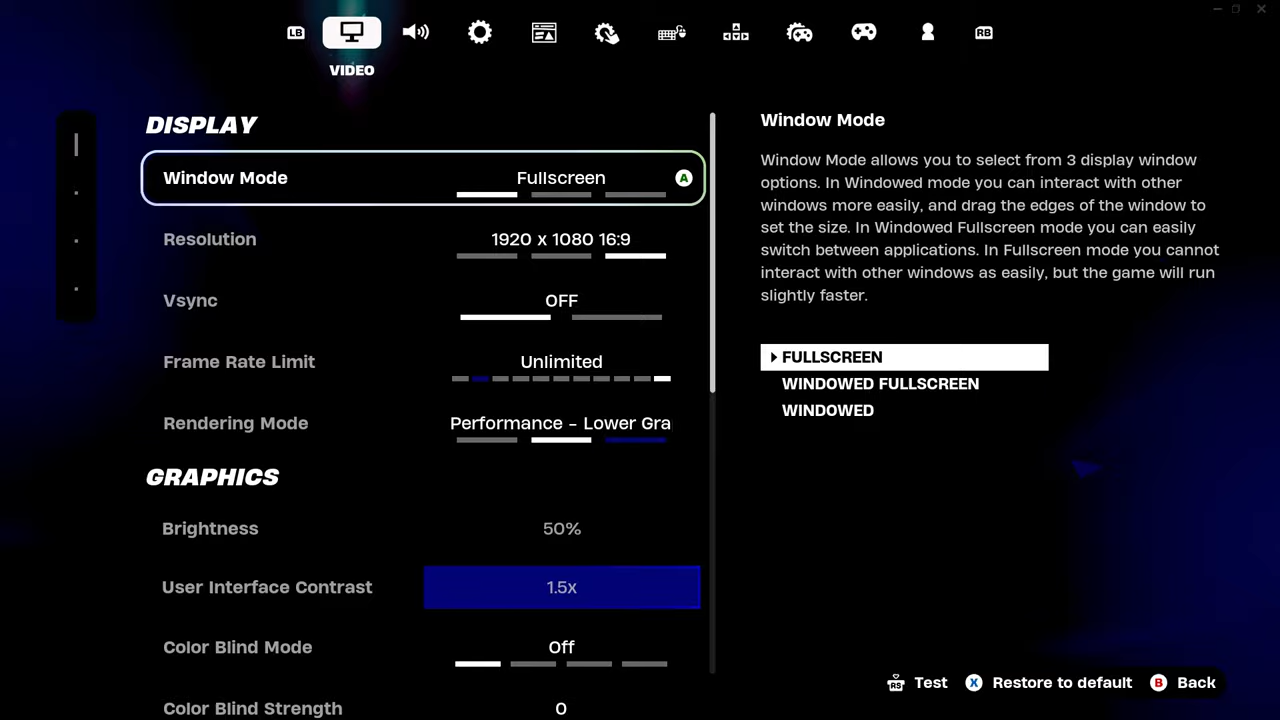 LB
RB
VIDEO
DISPLAY
Window Mode
Fullscreen
A
Resolution
1920 x 1080 16:9
Vsync
OFF
Frame Rate Limit
Unlimited
Rendering Mode
Performance - Lower Gra
GRAPHICS
Brightness
50%
User Interface Contrast
1.5x
Color Blind Mode
Off
Color Blind Strength
0
Window Mode
Window Mode allows you to select from 3 display window
options. In Windowed mode you can interact with other
windows more easily, and drag the edges of the window to
set the size. In Windowed Fullscreen mode you can easily
switch between applications. In Fullscreen mode you cannot
interact with other windows as easily, but the game will run
slightly faster.
FULLSCREEN
WINDOWED FULLSCREEN
WINDOWED
RS Test
X Restore to default
B Back